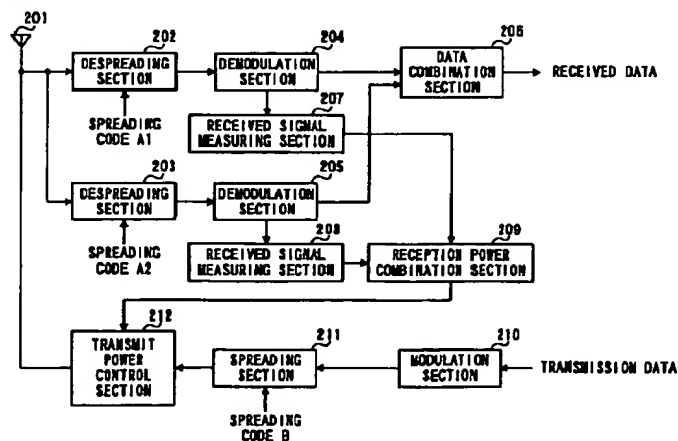 201
202
204
206
DESPREADING
SECTION
DEMODULATION
SECTION
DATA
COMBINATION
SECTION
RECEIVED DATA
207
SPREADING
CODE A1
RECEIVED SIGNAL
MEASURING SECTION
203
205
DESPREADING
SECTION
DEMODULATION
SECTION
208
209
SPREADING
CODE A2
RECEIVED SIGNAL
MEASURING SECTION
RECEPTION POWER
COMBINATION SECTION
212
211
210
TRANSMIT
POWER
CONTROL
SECTION
SPREADING
SECTION
MODULATION
SECTION
TRANSMISSION DATA
SPREADING
CODE B